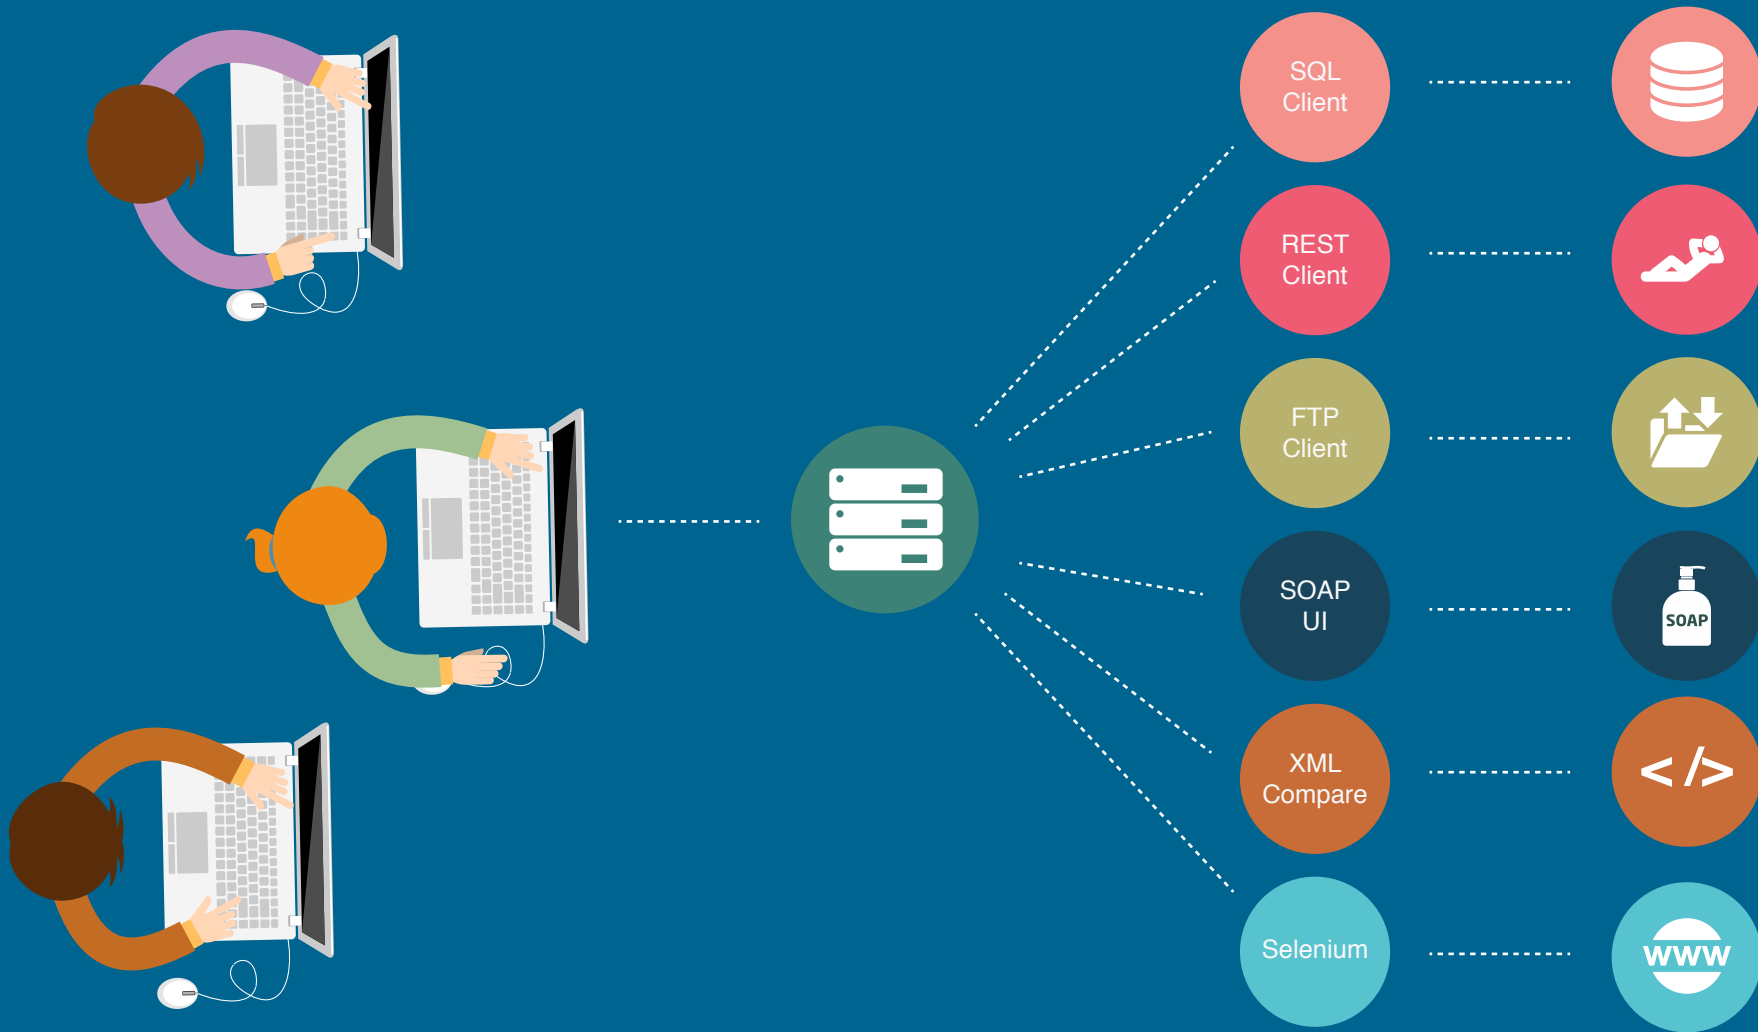 SQL
Client
REST
Client
FTP
Client
SOAP
UI
SOAP
XML
Compare
< />
Selenium
WWW